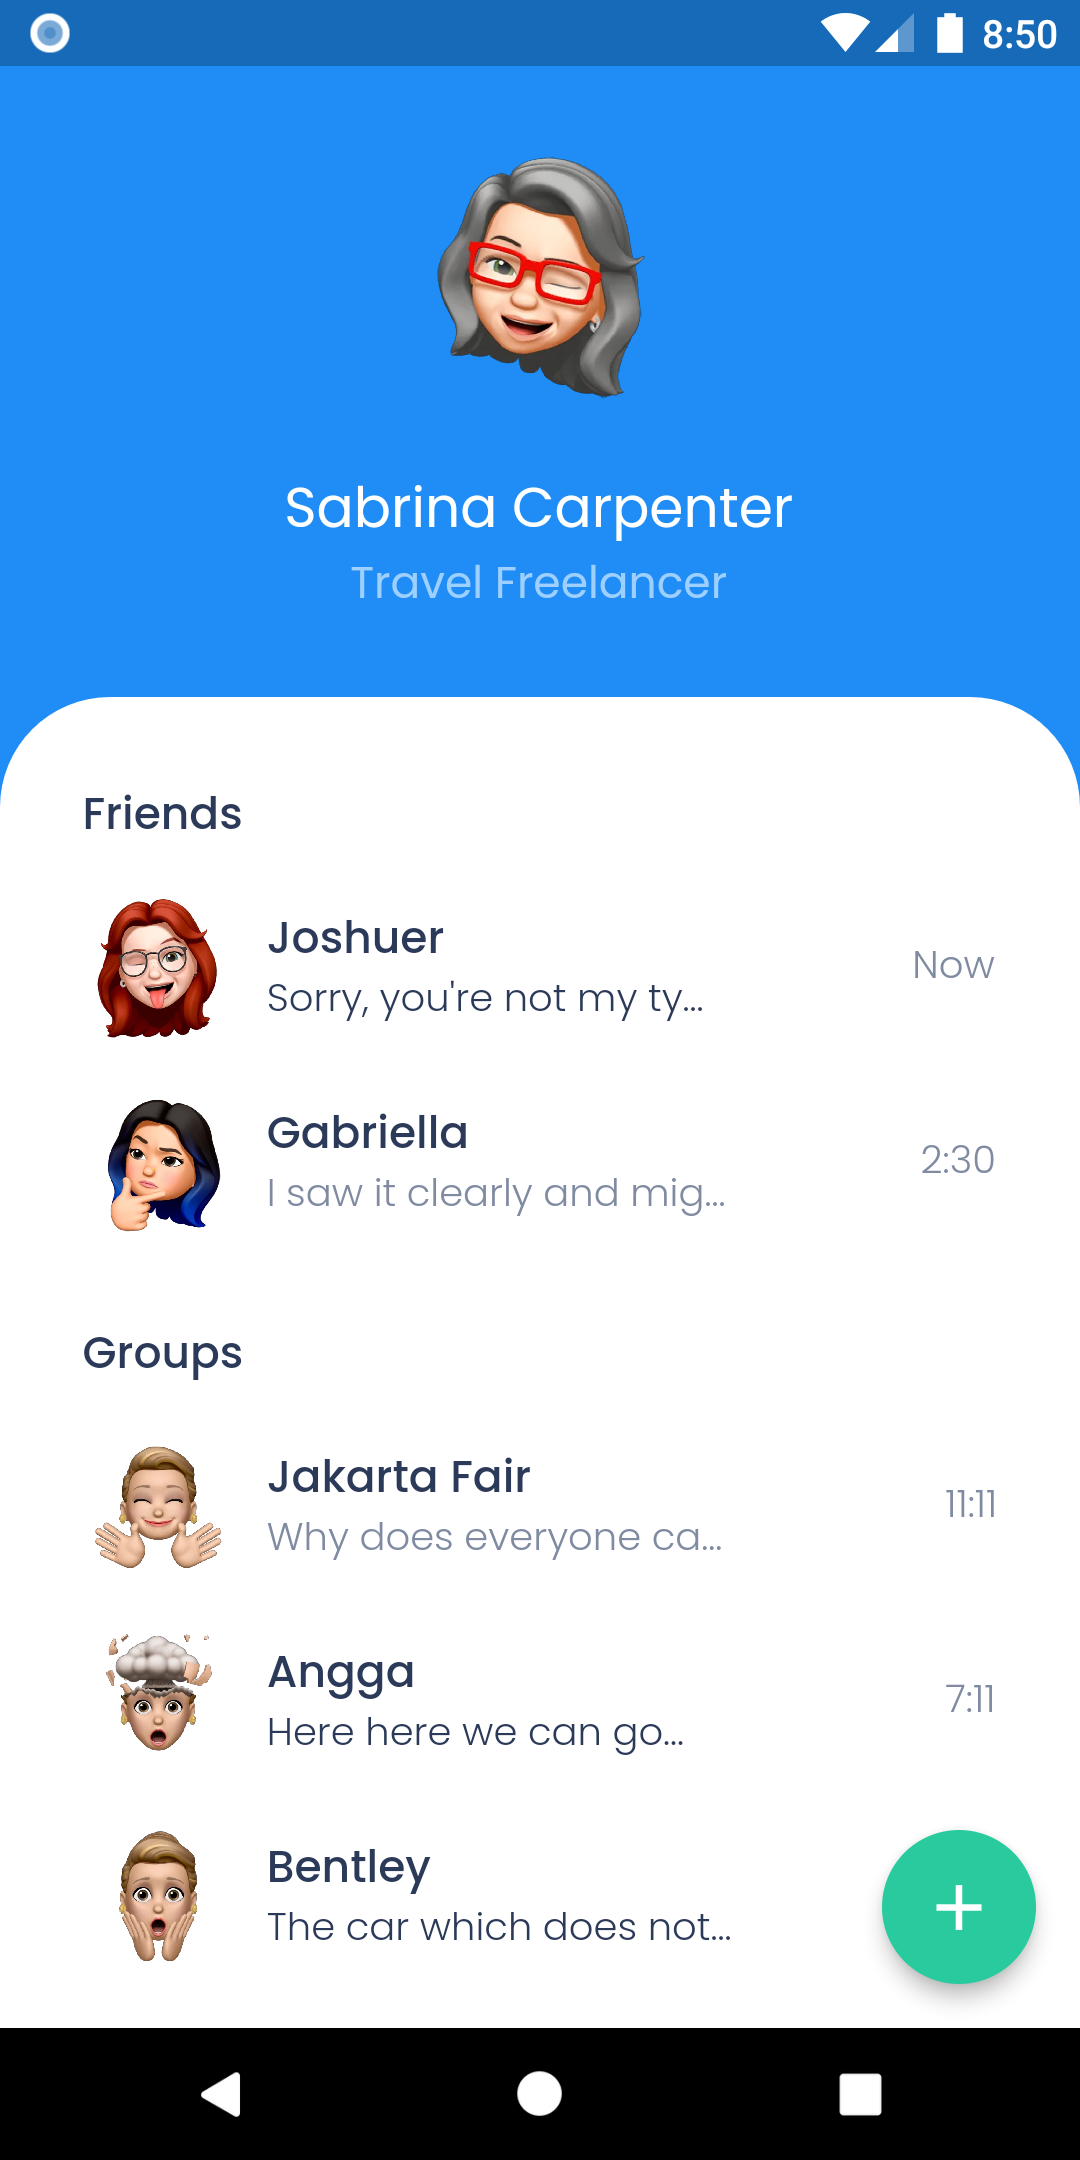 8:50
Sabrina Carpenter
Travel Freelancer
Friends
Joshuer
Now
Sorry, you're not my ty...
Gabriella
2:30
I saw it clearly and mig...
Groups
Jakarta Fair
11:11
Why does everyone ca...
Angga
7:11
Here here we can go...
Bentley
The car which does not...